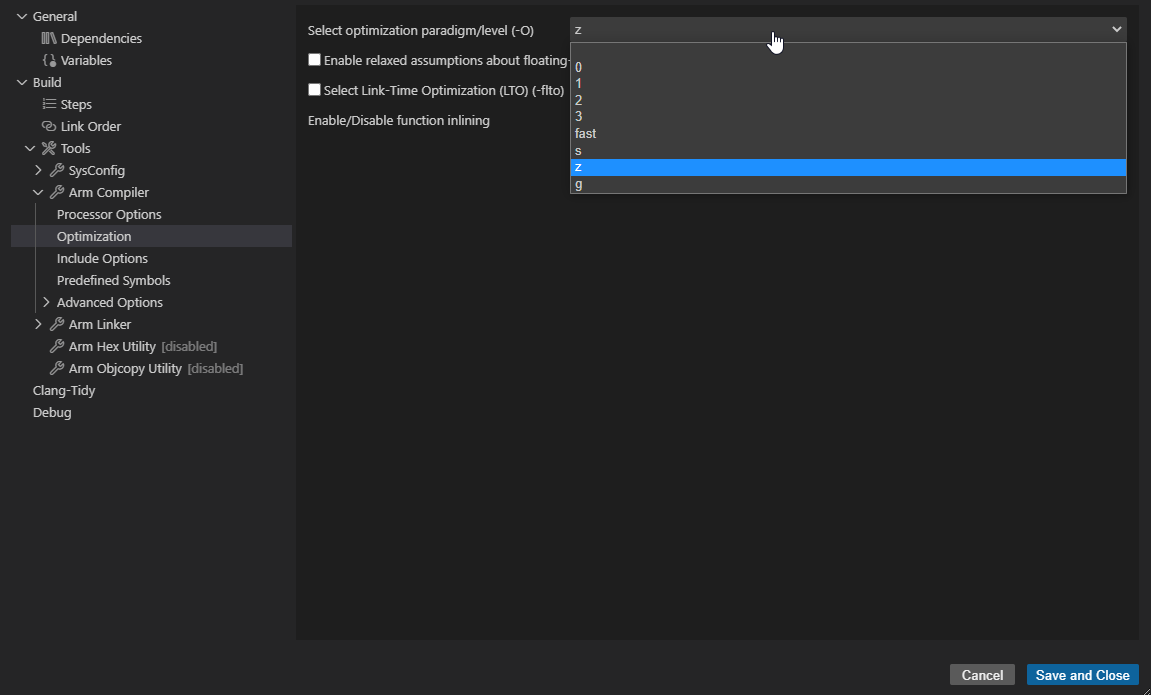 General
Dependencies
Variables
Build
Steps
Link Order
Tools
SysConfig
Arm Compiler
Processor Options
Optimization
Include Options
Predefined Symbols
Advanced Options
Arm Linker
Arm Hex Utility [disabled]
Arm Objcopy Utility [disabled]
Clang-Tidy
Debug
Select optimization paradigm/level (-O)
z
Enable relaxed assumptions about floating-
Select Link-Time Optimization (LTO) (-flto)
Enable/Disable function inlining
0
1
2
3
fast
s
z
g
Cancel
Save and Close